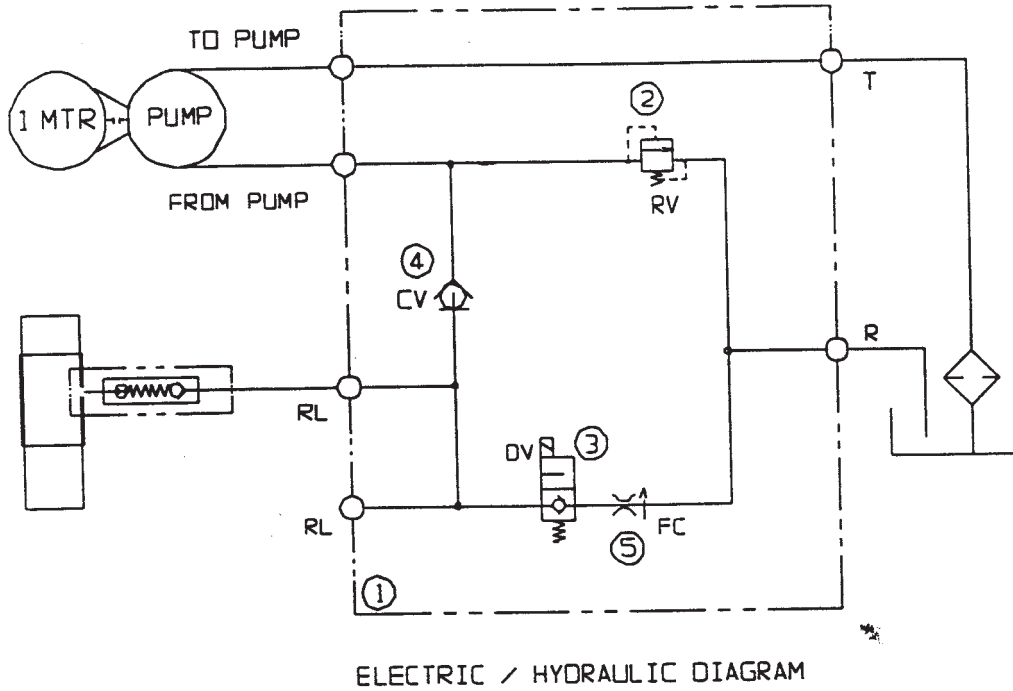 TO PUMP
1 MTR
PUMP
T
2
RV
FROM PUMP
4
CV
R
RL
DV
3
RL
FC
5
1
ELECTRIC / HYDRAULIC DIAGRAM